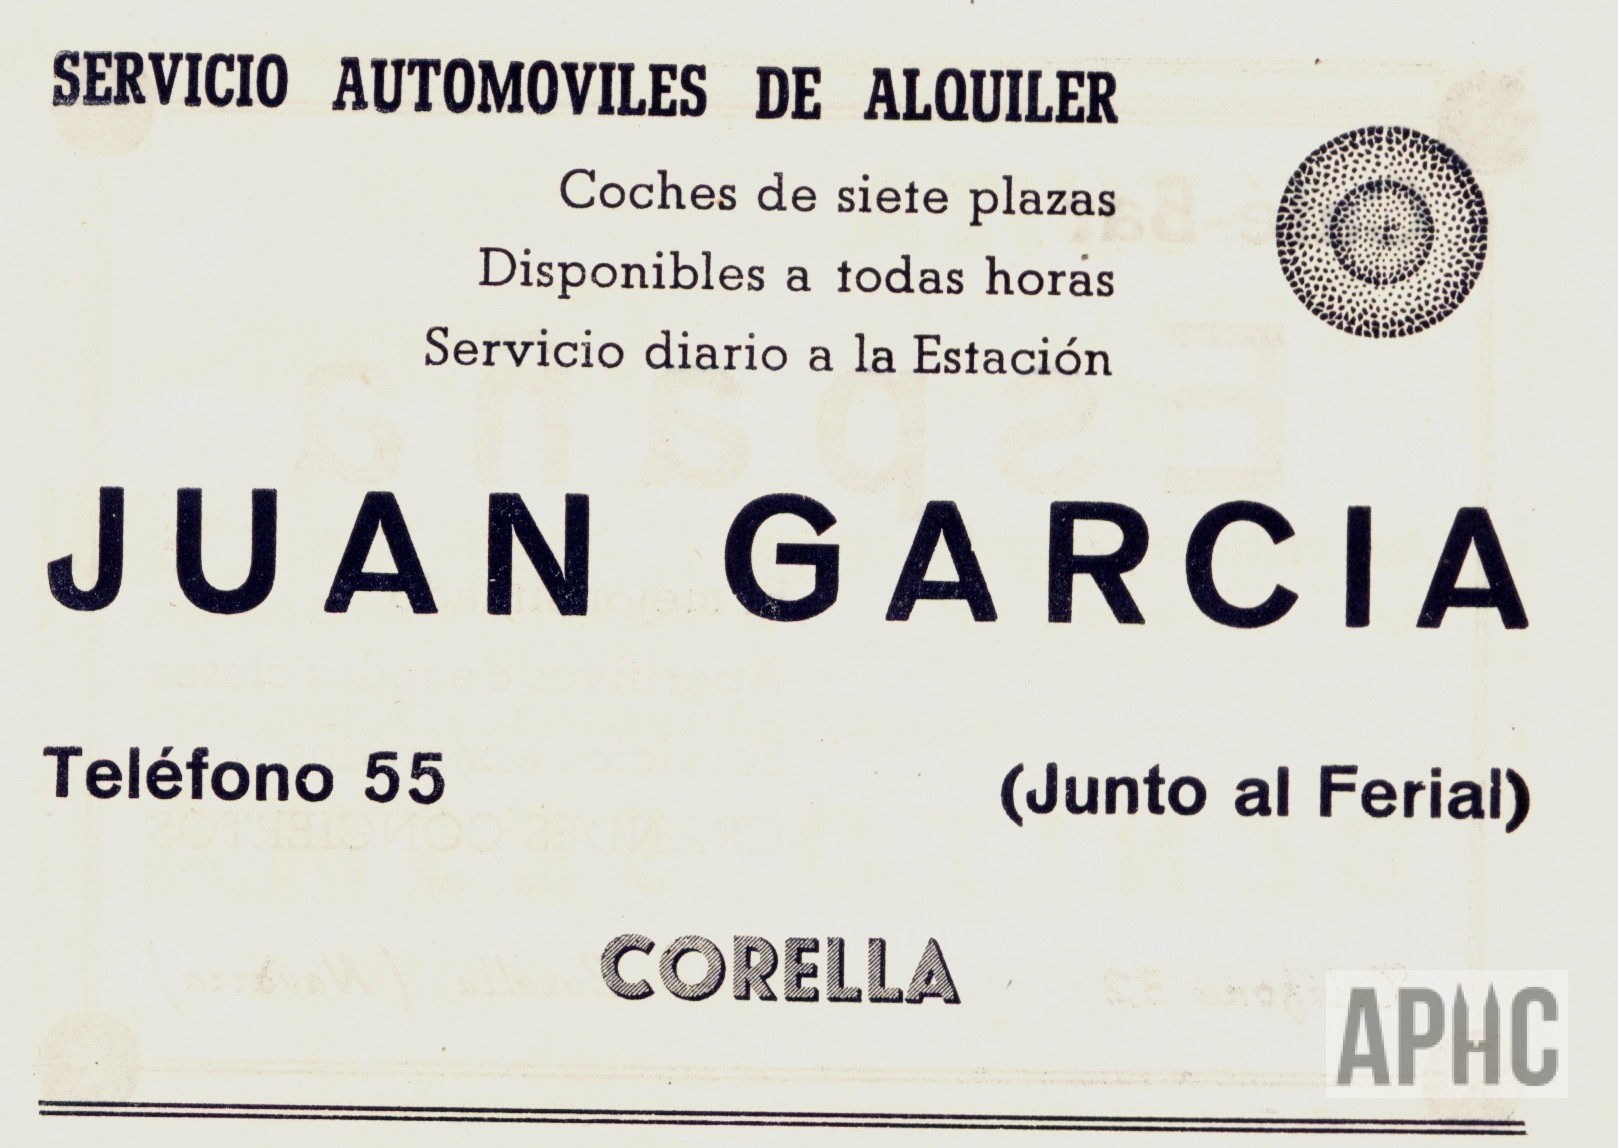 SERVICIO AUTOMOVILES DE ALQUILER
Coches de siete plazas
Disponibles a todas horas
Servicio diario a la Estación
JUAN GARCIA
Teléfono 55 (Junto al Ferial)
CORELLA
APHC